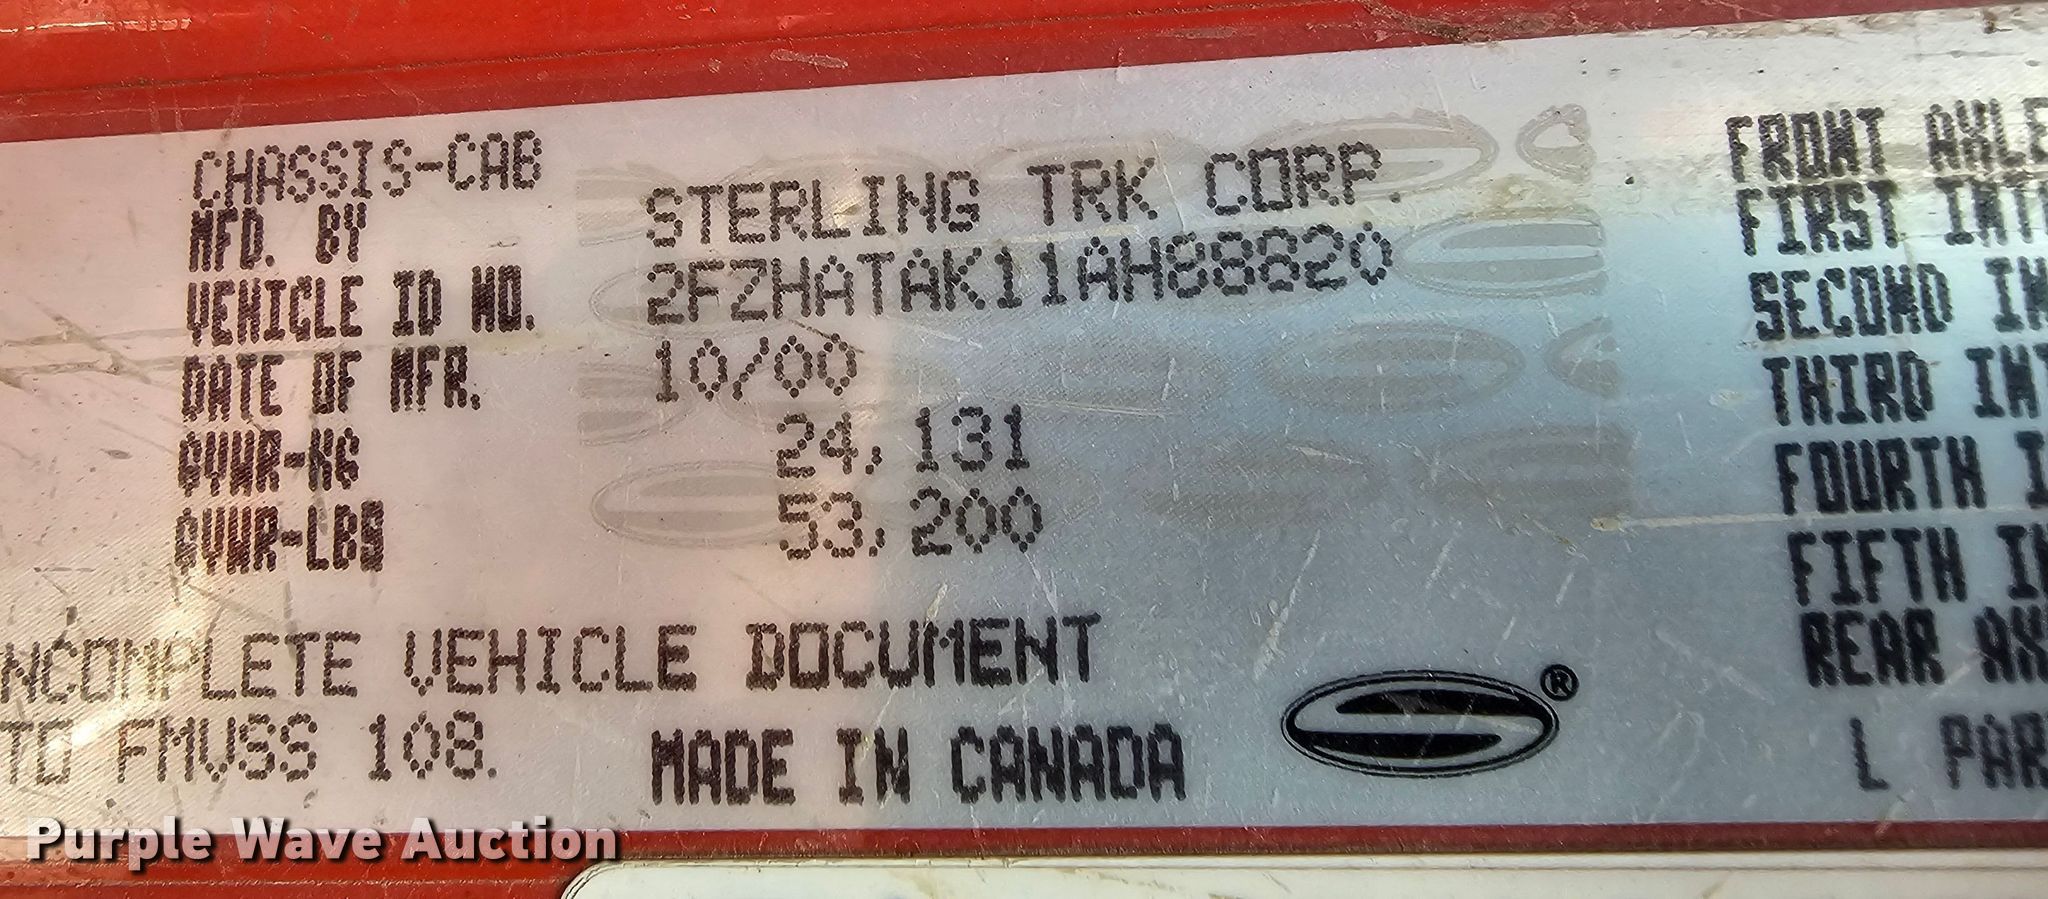 CHASSIS-CAB
MFD. BY STERLING TRK CORP.
VEHICLE ID NO. 2FZHATAK11AH88820
DATE OF MFR. 10/00
GVWR-KG 24,131
GVWR-LBS 53,200
NCOMPLETE VEHICLE DOCUMENT
TO FMVSS 108.
MADE IN CANADA
®
FRONT AXLE
FIRST INT
SECOND IN
THIRD INT
FOURTH I
FIFTH IN
REAR AX
L PAR
Purple Wave Auction